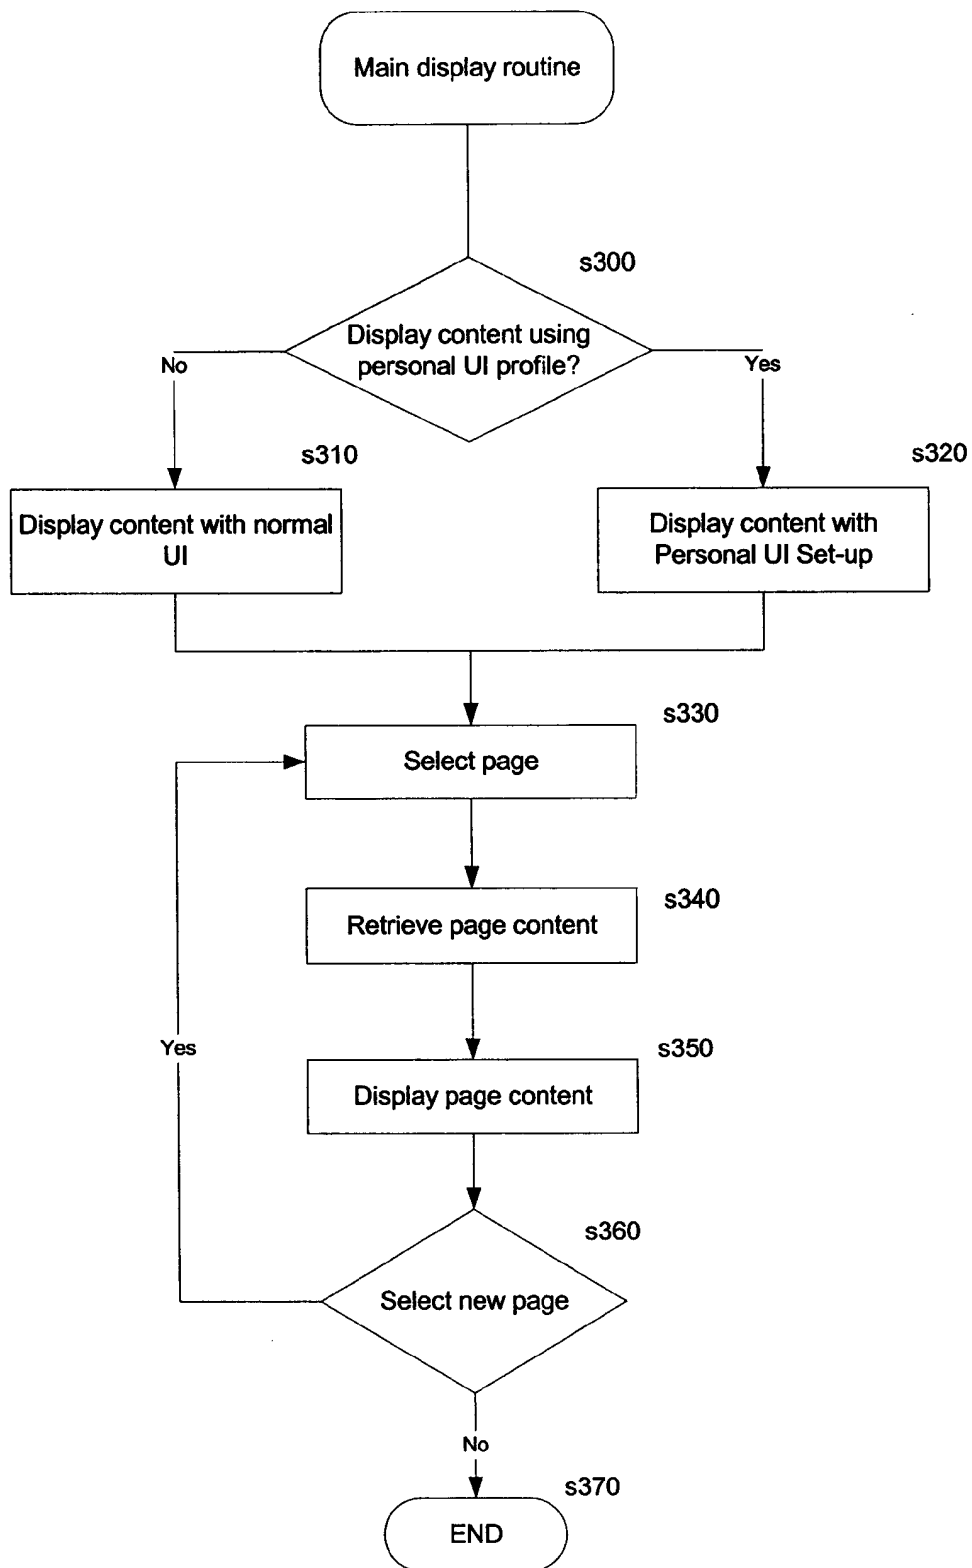 Main display routine
s300
Display content using
personal UI profile?
No
Yes
s310
s320
Display content with normal
UI
Display content with
Personal UI Set-up
s330
Select page
s340
Retrieve page content
Yes
s350
Display page content
s360
Select new page
No
s370
END